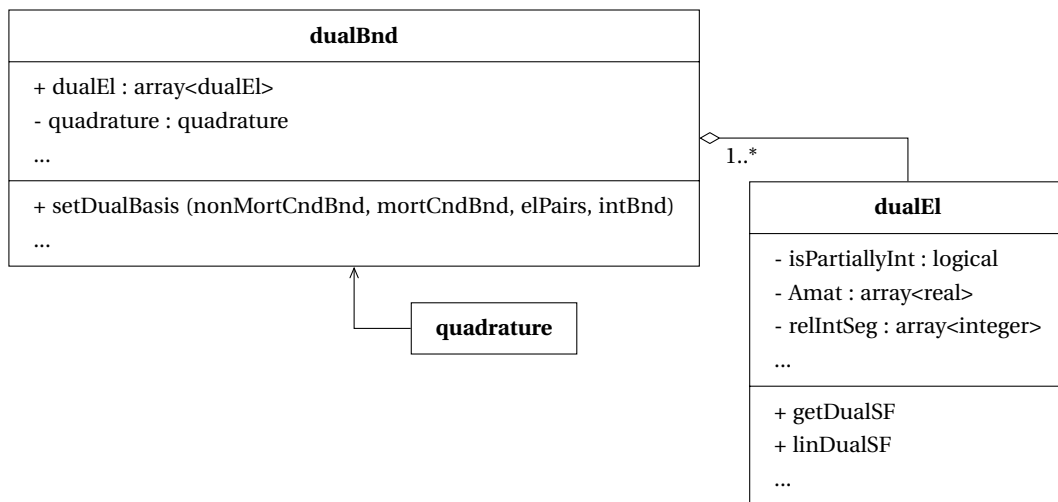 dualBnd
+ dualEl : array<dualEl>
- quadrature : quadrature
...
+ setDualBasis (nonMortCndBnd, mortCndBnd, elPairs, intBnd)
...
1..*
dualEl
- isPartiallyInt : logical
- Amat : array<real>
- relIntSeg : array<integer>
...
+ getDualSF
+ linDualSF
...
quadrature